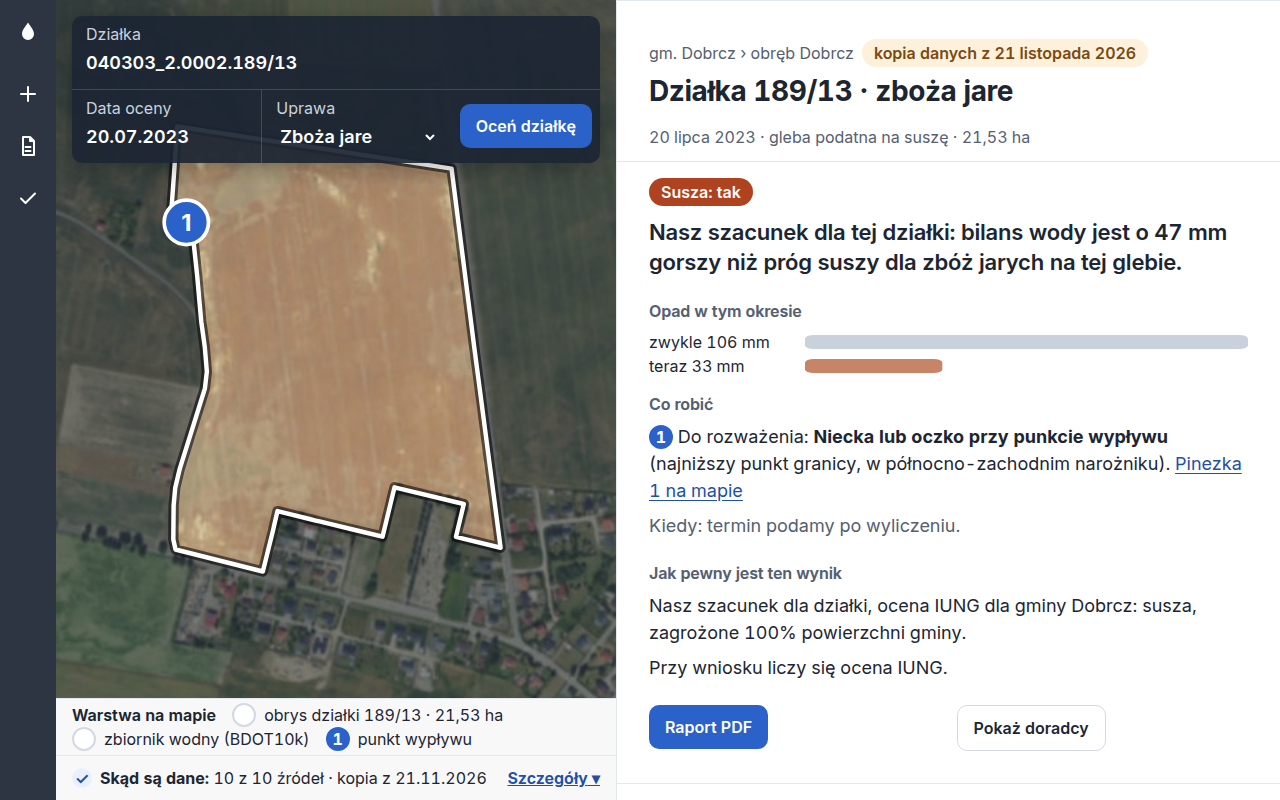 Działka
040303_2.0002.189/13
Data oceny
20.07.2023
Uprawa
Zboża jare
Oceń działkę
1
Warstwa na mapie
obrys działki 189/13 · 21,53 ha
zbiornik wodny (BDOT10k)
1 punkt wypływu
Skąd są dane: 10 z 10 źródeł · kopia z 21.11.2026
Szczegóły ▾
gm. Dobrcz › obręb Dobrcz
kopia danych z 21 listopada 2026
Działka 189/13 · zboża jare
20 lipca 2023 · gleba podatna na suszę · 21,53 ha
Susza: tak
Nasz szacunek dla tej działki: bilans wody jest o 47 mm
gorszy niż próg suszy dla zbóż jarych na tej glebie.
Opad w tym okresie
zwykle 106 mm
teraz 33 mm
Co robić
1 Do rozważenia: Niecka lub oczko przy punkcie wypływu
(najniższy punkt granicy, w północno-zachodnim narożniku). Pinezka
1 na mapie
Kiedy: termin podamy po wyliczeniu.
Jak pewny jest ten wynik
Nasz szacunek dla działki, ocena IUNG dla gminy Dobrcz: susza,
zagrożone 100% powierzchni gminy.
Przy wniosku liczy się ocena IUNG.
Raport PDF
Pokaż doradcy